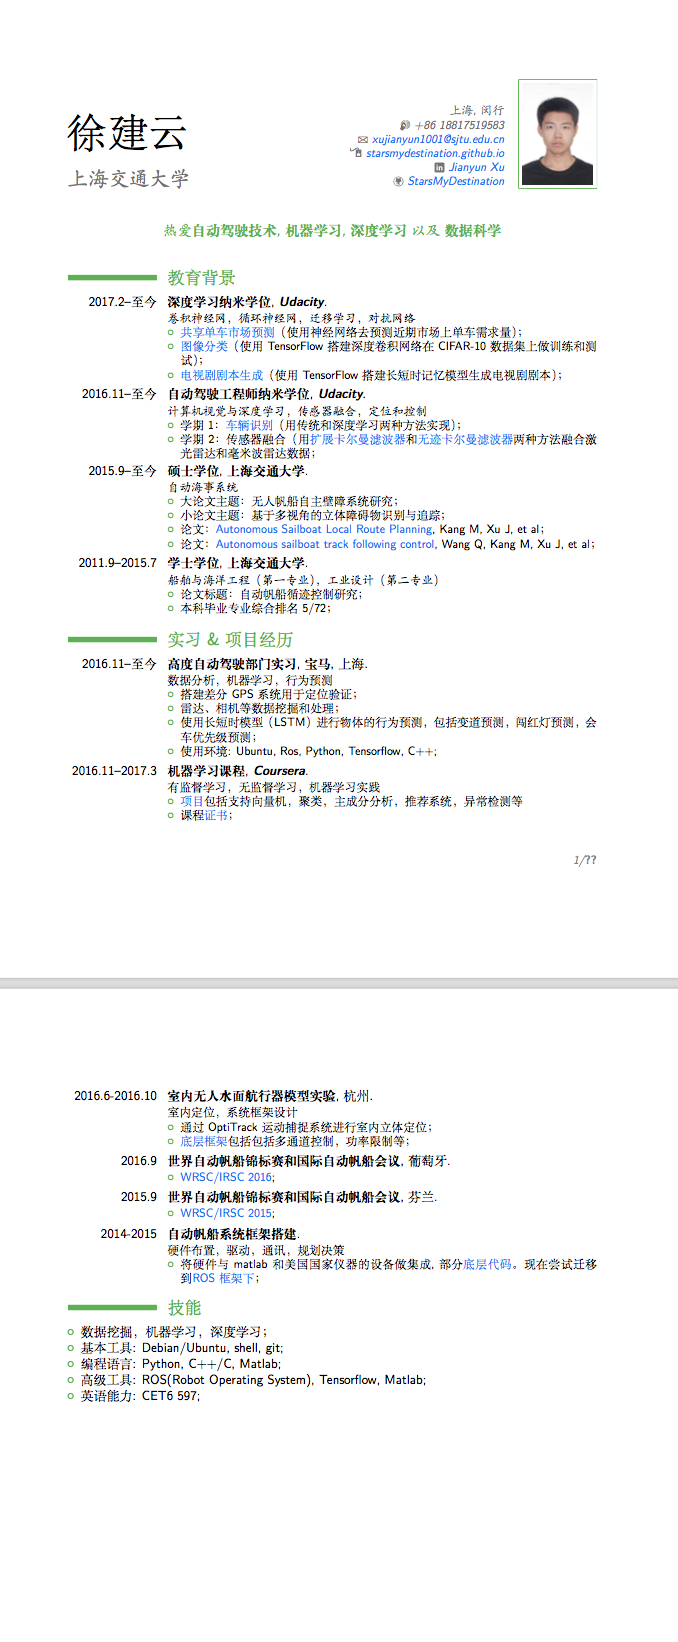 徐建云
上海交通大学
上海, 闵行
+86 18817519583
xujianyun1001@sjtu.edu.cn
starsmydestination.github.io
Jianyun Xu
StarsMyDestination
热爱自动驾驶技术, 机器学习, 深度学习 以及 数据科学
教育背景
2017.2–至今 深度学习纳米学位, Udacity.
卷积神经网，循环神经网，迁移学习，对抗网络
共享单车市场预测（使用神经网络去预测近期市场上单车需求量）；
图像分类（使用 TensorFlow 搭建深度卷积网络在 CIFAR-10 数据集上做训练和测
试）；
电视剧剧本生成（使用 TensorFlow 搭建长短时记忆模型生成电视剧剧本）；
2016.11–至今 自动驾驶工程师纳米学位, Udacity.
计算机视觉与深度学习，传感器融合，定位和控制
学期 1：车辆识别（用传统和深度学习两种方法实现）；
学期 2：传感器融合（用扩展卡尔曼滤波器和无迹卡尔曼滤波器两种方法融合激
光雷达和毫米波雷达数据；
2015.9–至今 硕士学位, 上海交通大学.
自动海事系统
大论文主题：无人帆船自主壁障系统研究；
小论文主题：基于多视角的立体障碍物识别与追踪；
论文：Autonomous Sailboat Local Route Planning, Kang M, Xu J, et al；
论文：Autonomous sailboat track following control, Wang Q, Kang M, Xu J, et al；
2011.9–2015.7 学士学位, 上海交通大学.
船舶与海洋工程（第一专业），工业设计（第二专业）
论文标题：自动帆船循迹控制研究；
本科毕业专业综合排名 5/72；
实习 & 项目经历
2016.11–至今 高度自动驾驶部门实习, 宝马, 上海.
数据分析，机器学习，行为预测
搭建差分 GPS 系统用于定位验证；
雷达、相机等数据挖掘和处理；
使用长短时模型（LSTM）进行物体的行为预测，包括变道预测，闯红灯预测，会
车优先级预测；
使用环境: Ubuntu, Ros, Python, Tensorflow, C++;
2016.11–2017.3 机器学习课程, Coursera.
有监督学习，无监督学习，机器学习实践
项目包括支持向量机，聚类，主成分分析，推荐系统，异常检测等
课程证书；
1/??
2016.6-2016.10 室内无人水面航行器模型实验, 杭州.
室内定位，系统框架设计
通过 OptiTrack 运动捕捉系统进行室内立体定位；
底层框架包括包括多通道控制，功率限制等；
2016.9 世界自动帆船锦标赛和国际自动帆船会议, 葡萄牙.
WRSC/IRSC 2016;
2015.9 世界自动帆船锦标赛和国际自动帆船会议, 芬兰.
WRSC/IRSC 2015;
2014-2015 自动帆船系统框架搭建.
硬件布置，驱动，通讯，规划决策
将硬件与 matlab 和美国国家仪器的设备做集成, 部分底层代码。现在尝试迁移
到ROS 框架下；
技能
数据挖掘，机器学习，深度学习；
基本工具: Debian/Ubuntu, shell, git;
编程语言: Python, C++/C, Matlab;
高级工具: ROS(Robot Operating System), Tensorflow, Matlab;
英语能力: CET6 597;